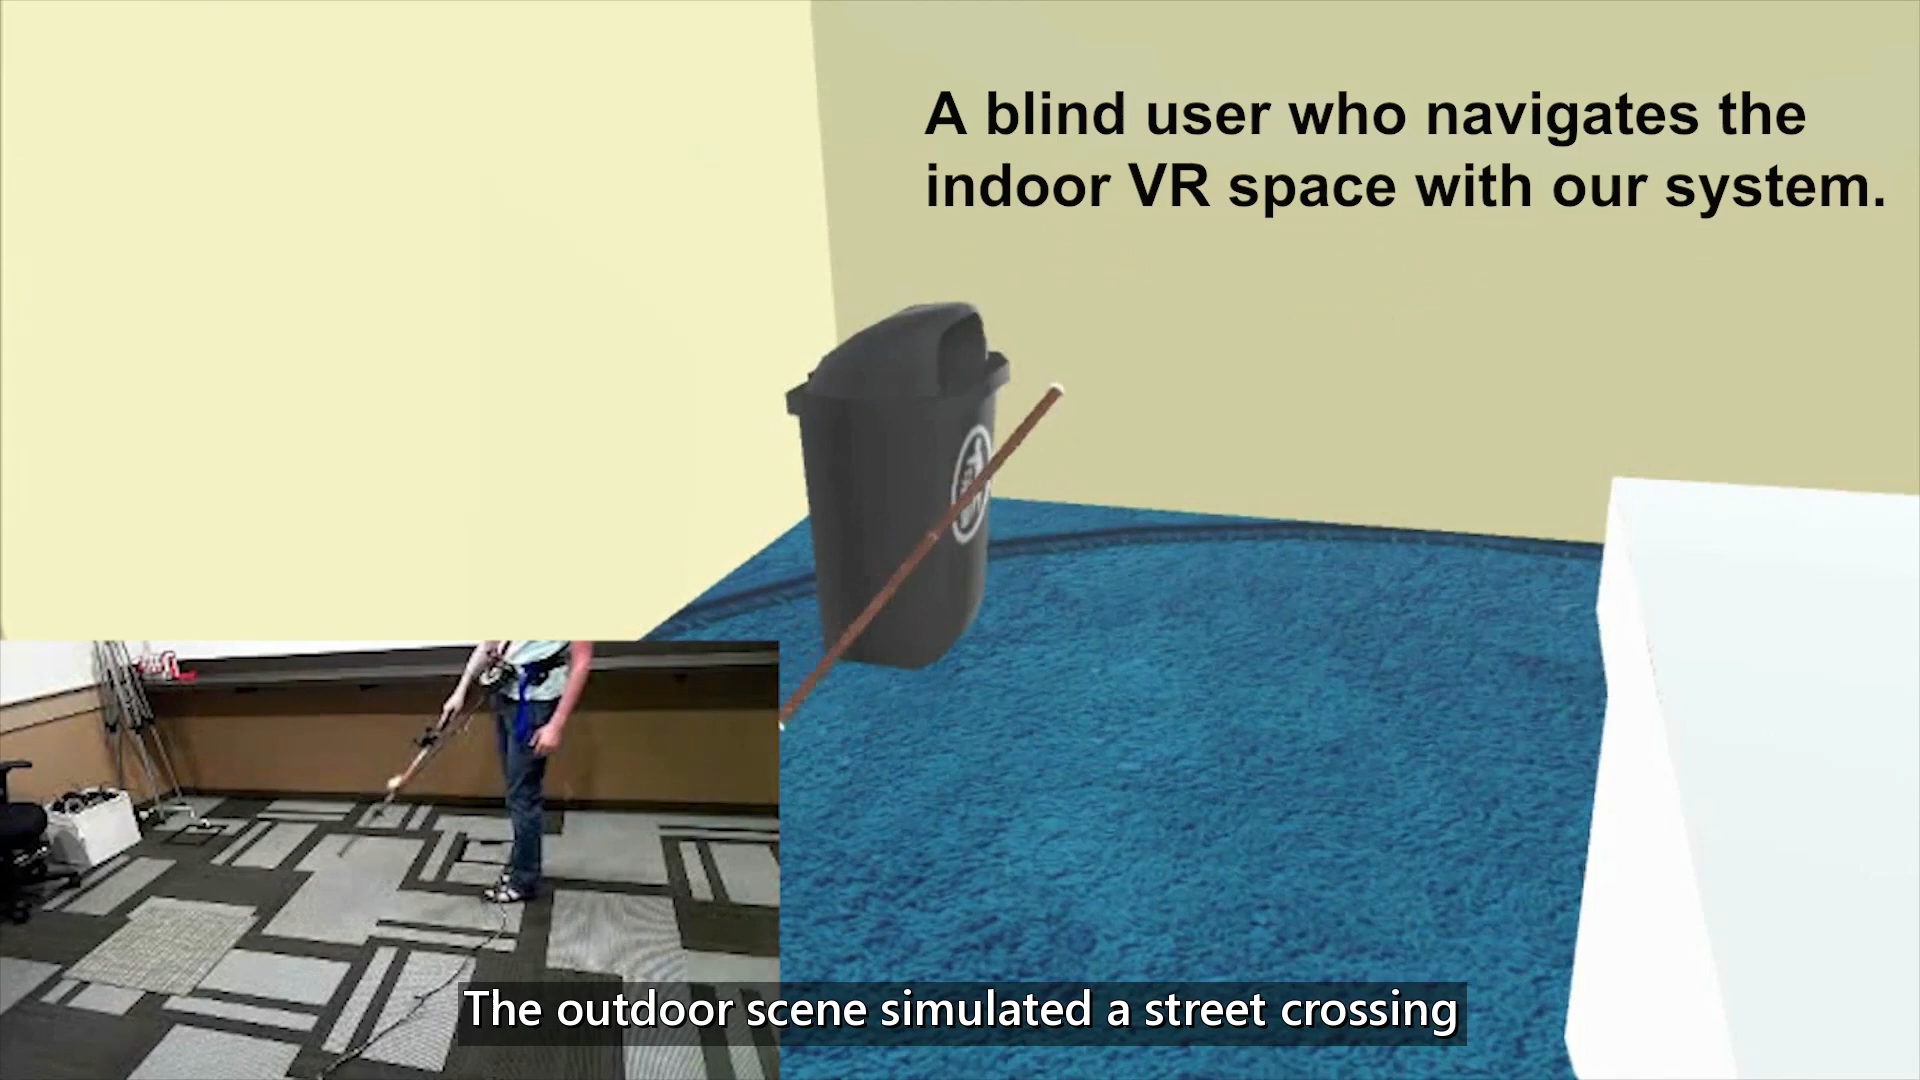 A blind user who navigates the
indoor VR space with our system.
The outdoor scene simulated a street crossing